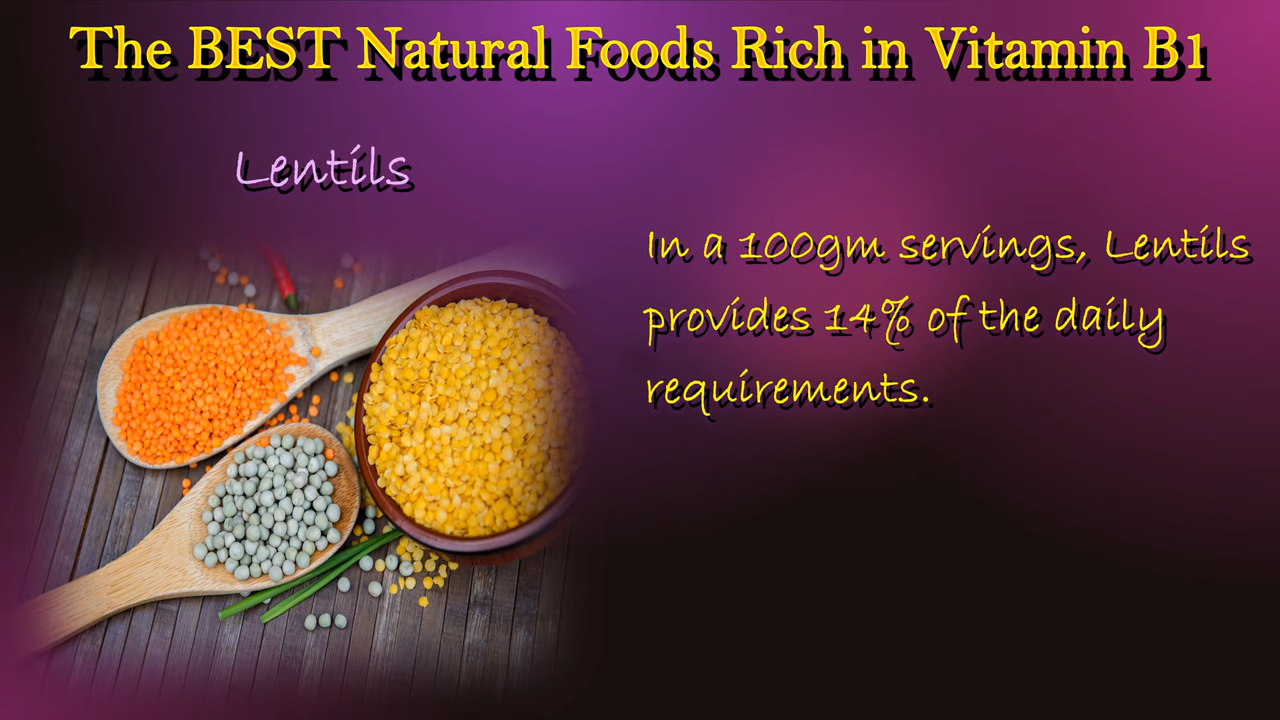 The BEST Natural Foods Rich in Vitamin B1
Lentils
In a 100gm servings, Lentils
provides 14% of the daily
requirements.